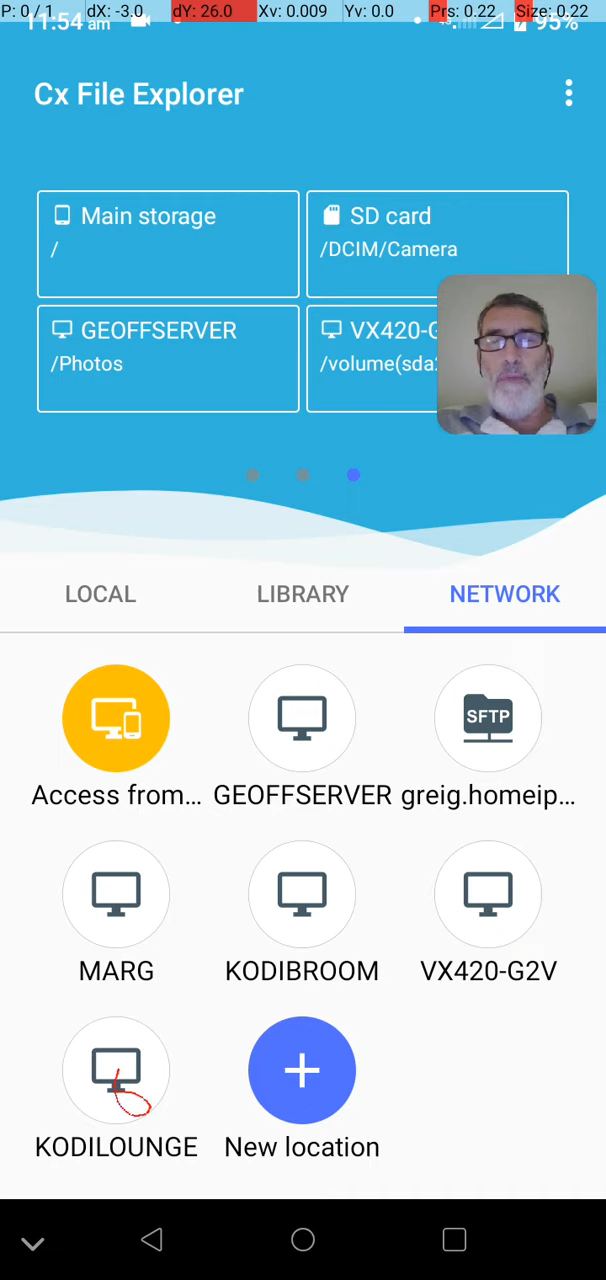 P: 0 / 1 dX: -3.0 dY: 26.0 Xv: 0.009 Yv: 0.0 Prs: 0.22 Size: 0.22
11:54 am 95%
Cx File Explorer
Main storage SD card
/ /DCIM/Camera
GEOFFSERVER VX420-G
/Photos /volume(sda
LOCAL LIBRARY NETWORK
SFTP
Access from... GEOFFSERVER greig.homeip...
MARG KODIBROOM VX420-G2V
KODILOUNGE New location